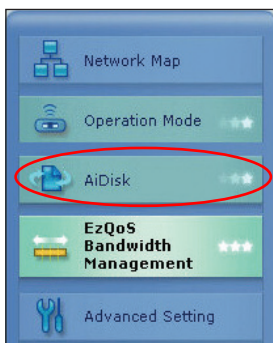 Network Map
Operation Mode
AiDisk
EzQoS
Bandwidth
Management
Advanced Setting